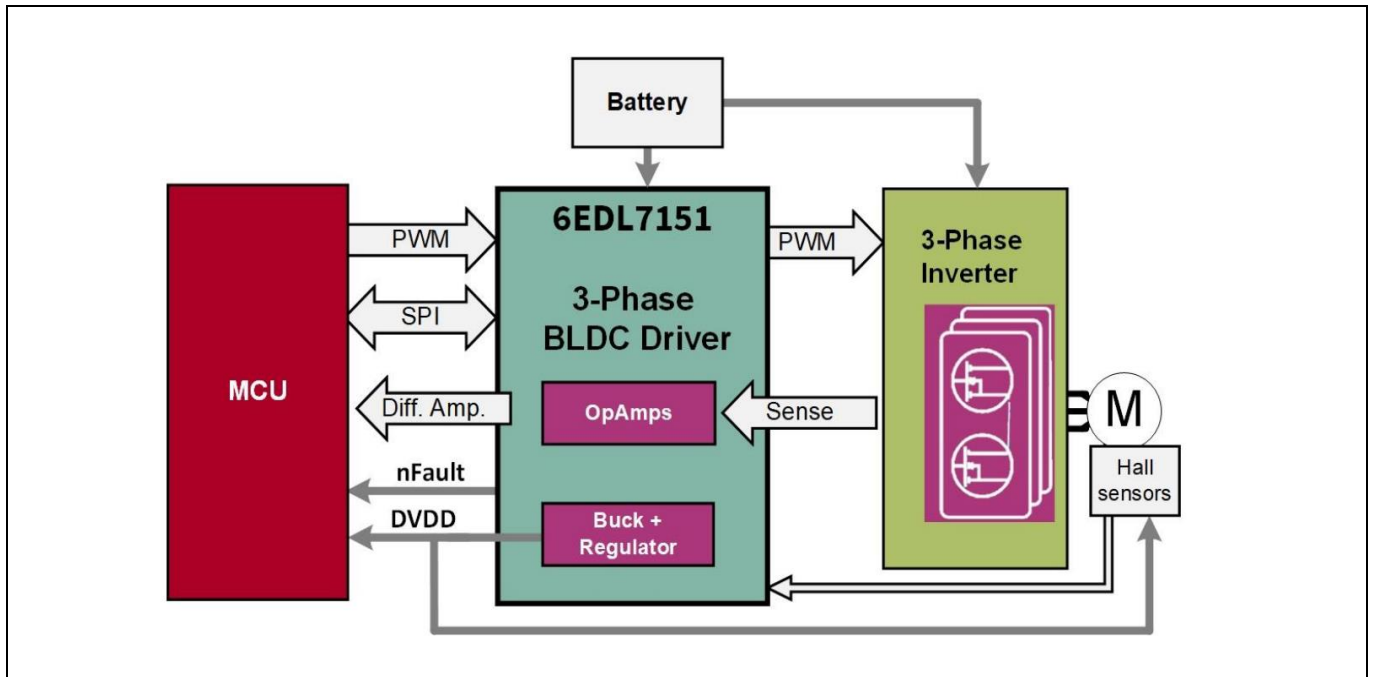 Battery
MCU
PWM
SPI
Diff. Amp.
nFault
DVDD
6EDL7151
3-Phase
BLDC Driver
OpAmps
Buck +
Regulator
PWM
Sense
3-Phase
Inverter
M
Hall
sensors